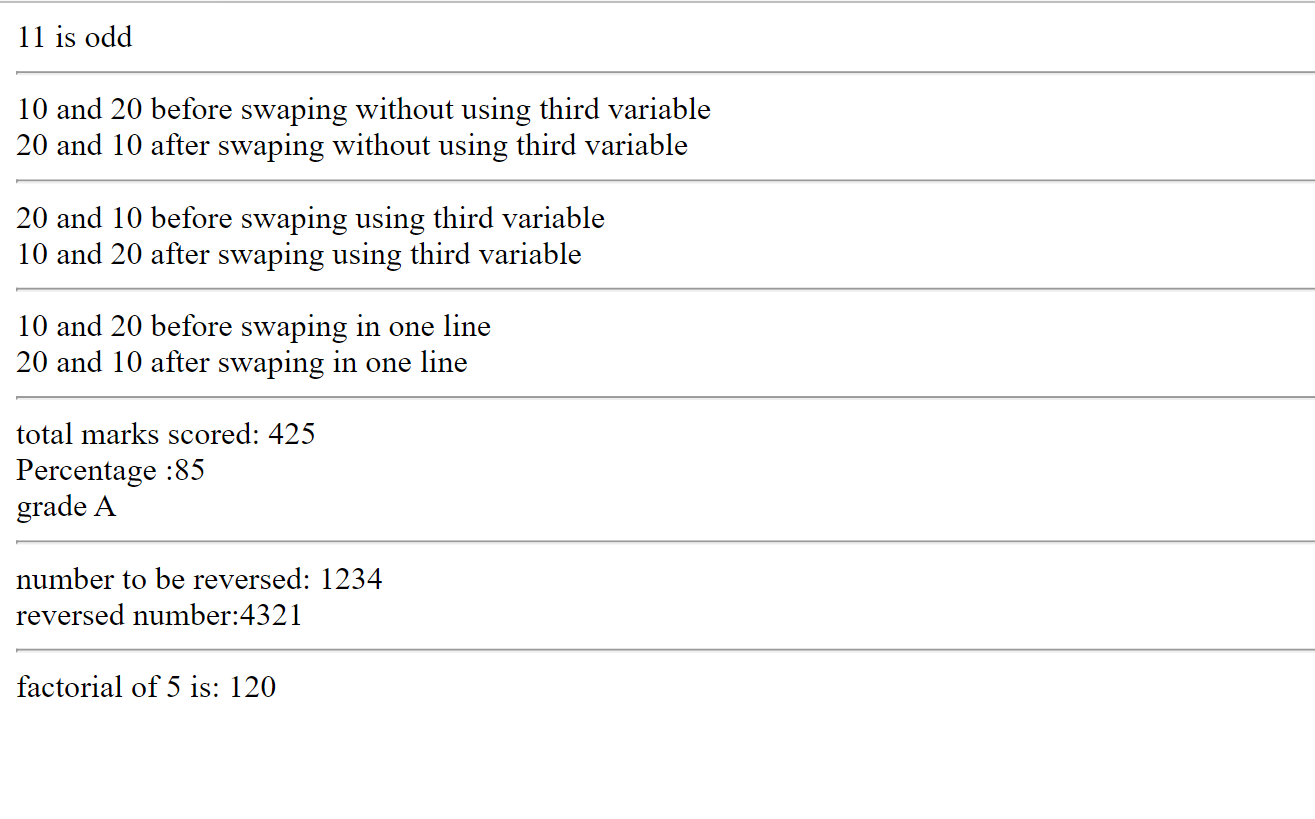 11 is odd
10 and 20 before swaping without using third variable
20 and 10 after swaping without using third variable
20 and 10 before swaping using third variable
10 and 20 after swaping using third variable
10 and 20 before swaping in one line
20 and 10 after swaping in one line
total marks scored: 425
Percentage :85
grade A
number to be reversed: 1234
reversed number:4321
factorial of 5 is: 120